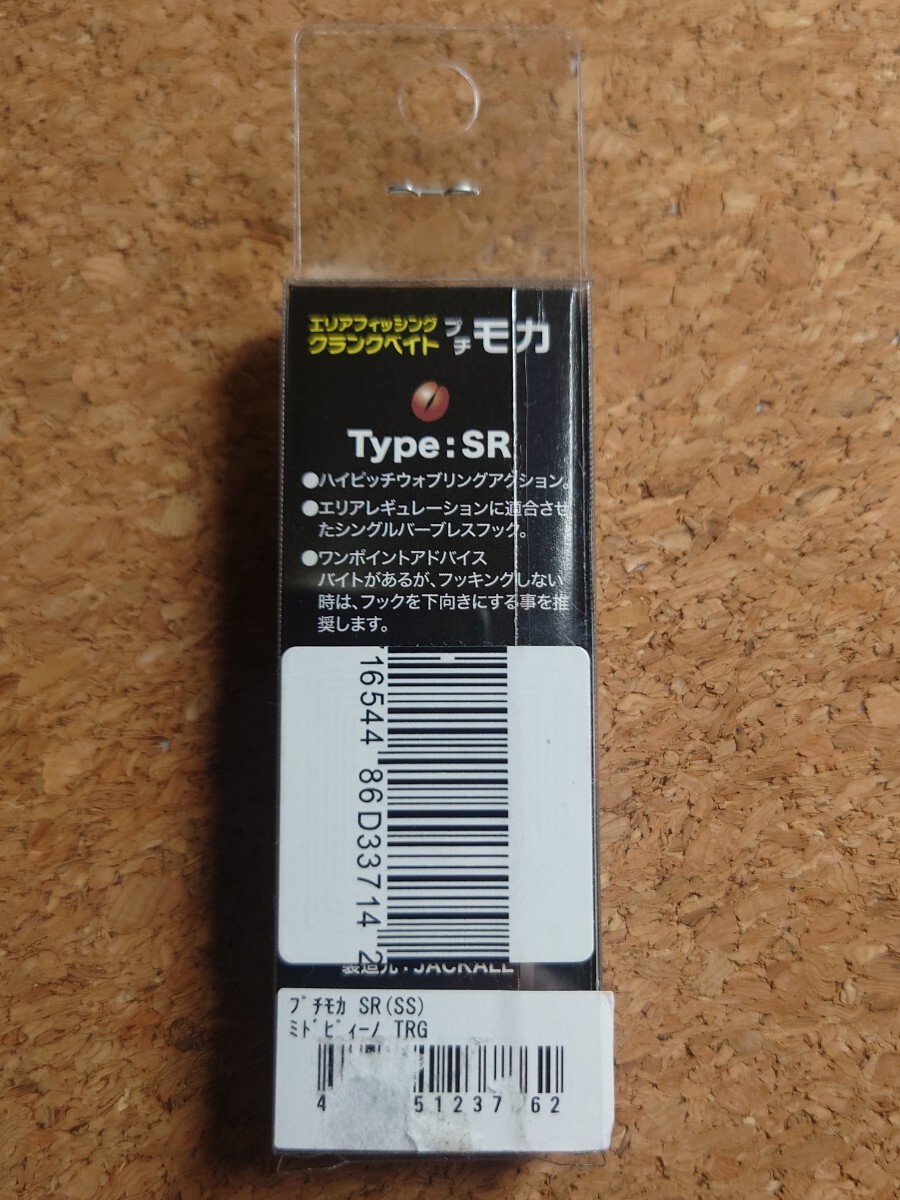 エリアフィッシング
クランクベイト
プチ モカ
Type:SR
●ハイピッチウォブリングアクション。
●エリアレギュレーションに適合させ
たシングルバーブレスフック。
●ワンポイントアドバイス
バイトがあるが、フッキングしない
時は、フックを下向きにする事を推
奨します。
16544 86D33714 2
製造元:JACKALL
ﾌﾟﾁﾓｶ SR(SS)
ﾐﾄﾞﾋﾟｨｰﾉ TRG
4 51237 62